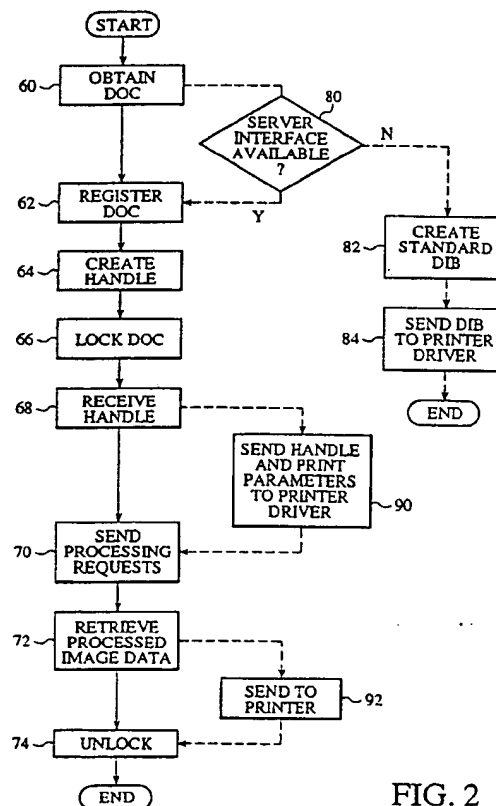 START
60
OBTAIN
DOC
80
SERVER
INTERFACE
AVAILABLE
?
N
Y
62
REGISTER
DOC
64
CREATE
HANDLE
82
CREATE
STANDARD
DIB
66
LOCK DOC
84
SEND DIB
TO PRINTER
DRIVER
68
RECEIVE
HANDLE
END
SEND HANDLE
AND PRINT
PARAMETERS
TO PRINTER
DRIVER
90
70
SEND
PROCESSING
REQUESTS
72
RETRIEVE
PROCESSED
IMAGE DATA
SEND TO
PRINTER
92
74
UNLOCK
END
FIG. 2